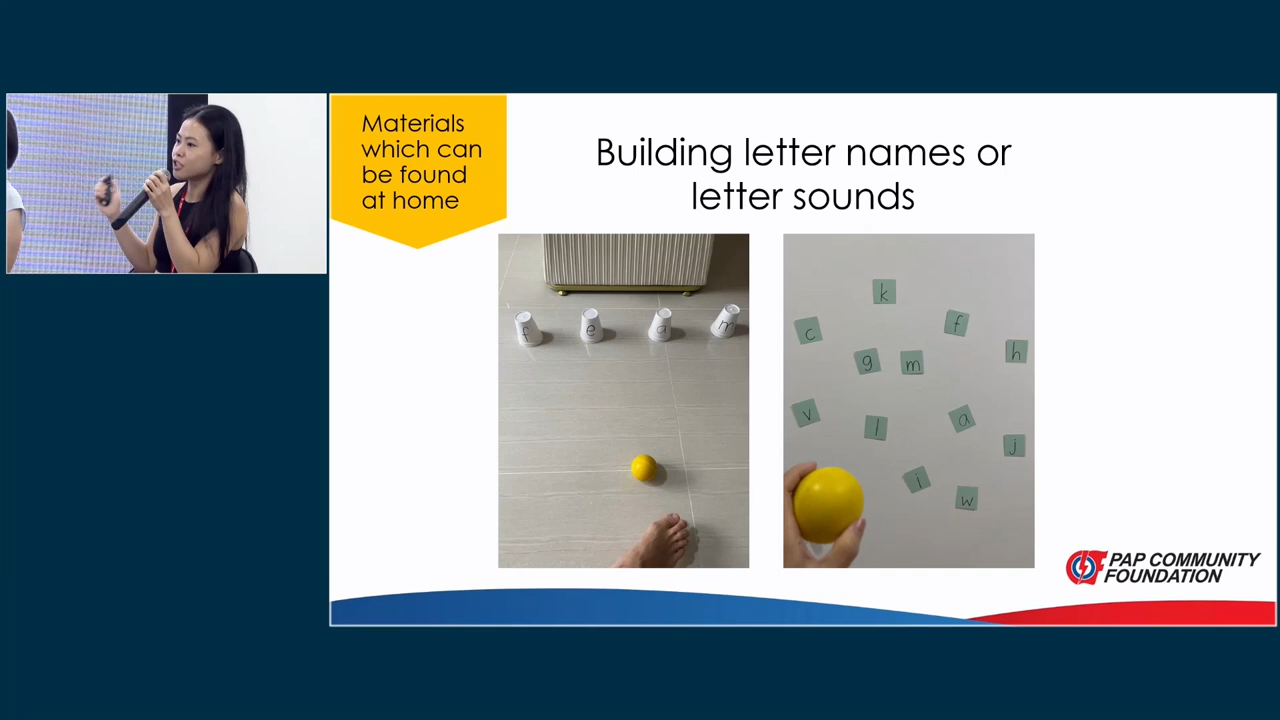 Materials
which can
be found
at home
Building letter names or
letter sounds
f e a m
k
c f
g m h
v l a j
i w
PAP COMMUNITY
FOUNDATION